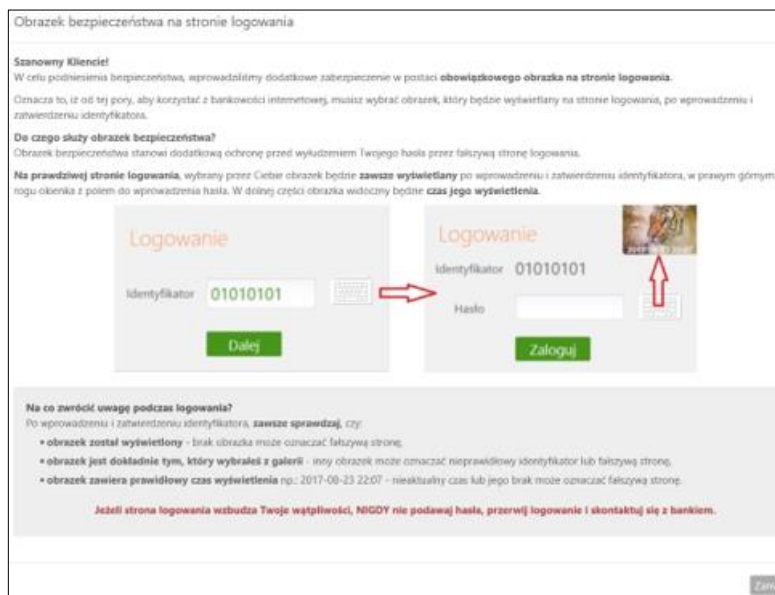 Obrazek bezpieczeństwa na stronie logowania
Szanowny Kliencie!
W celu podniesienia bezpieczeństwa, wprowadziliśmy dodatkowe zabezpieczenie w postaci obowiązkowego obrazka na stronie logowania.
Oznacza to, iż od tej pory, aby korzystać z bankowości internetowej, musisz wybrać obrazek, który będzie wyświetlany na stronie logowania, po wprowadzeniu i
zatwierdzeniu identyfikatora.
Do czego służy obrazek bezpieczeństwa?
Obrazek bezpieczeństwa stanowi dodatkową ochronę przed wyłudzeniem Twojego hasła przez fałszywą stronę logowania.
Na prawdziwej stronie logowania, wybrany przez Ciebie obrazek będzie zawsze wyświetlany po wprowadzeniu i zatwierdzeniu identyfikatora, w prawym górnym
rogu okienka z polem do wprowadzenia hasła. W dolnej części obrazka widoczny będzie czas jego wyświetlenia.
Logowanie
Identyfikator 01010101
Dalej
Logowanie
Identyfikator 01010101
Hasło
Zaloguj
Na co zwrócić uwagę podczas logowania?
Po wprowadzeniu i zatwierdzeniu identyfikatora, zawsze sprawdzaj, czy:
• obrazek został wyświetlony - brak obrazka może oznaczać fałszywą stronę,
• obrazek jest dokładnie tym, który wybrałeś z galerii - inny obrazek może oznaczać nieprawidłowy identyfikator lub fałszywą stronę,
• obrazek zawiera prawidłowy czas wyświetlenia np.: 2017-08-23 22:07 - nieaktualny czas lub jego brak może oznaczać fałszywą stronę.
Jeżeli strona logowania wzbudza Twoje wątpliwości, NIGDY nie podawaj hasła, przerwij logowanie i skontaktuj się z bankiem.